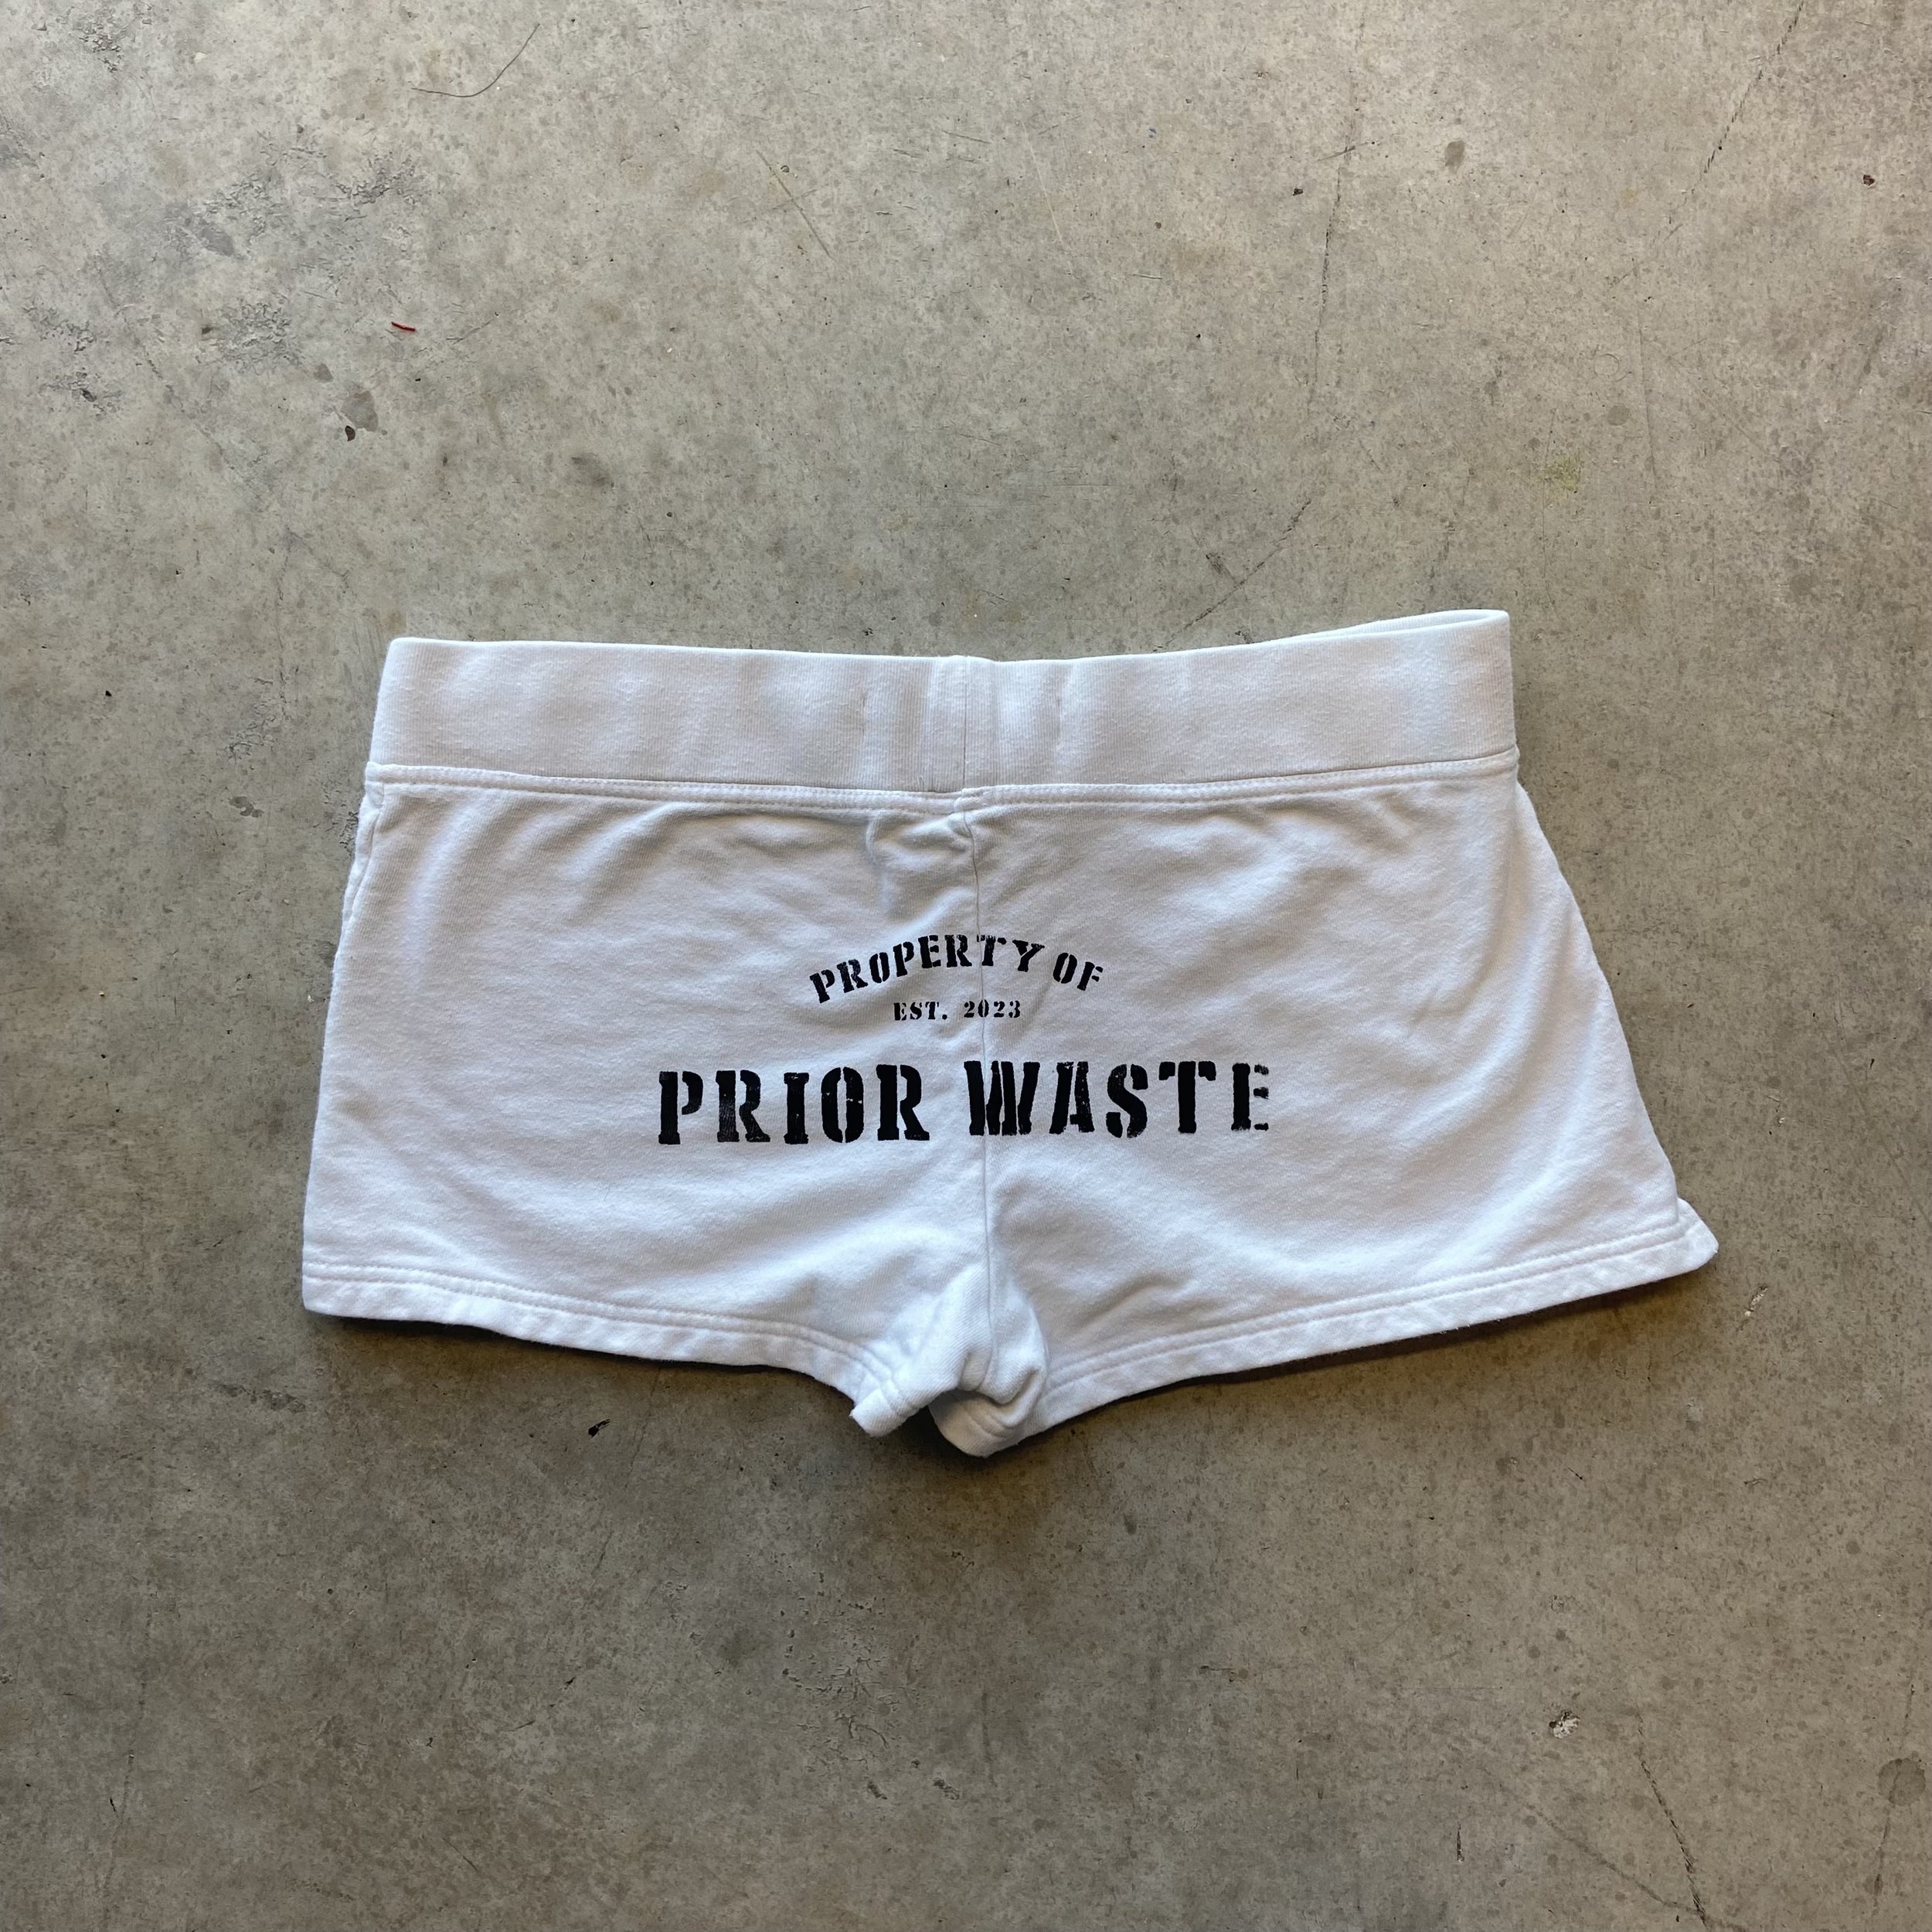 PROPERTY OF
EST. 2023
PRIOR WASTE